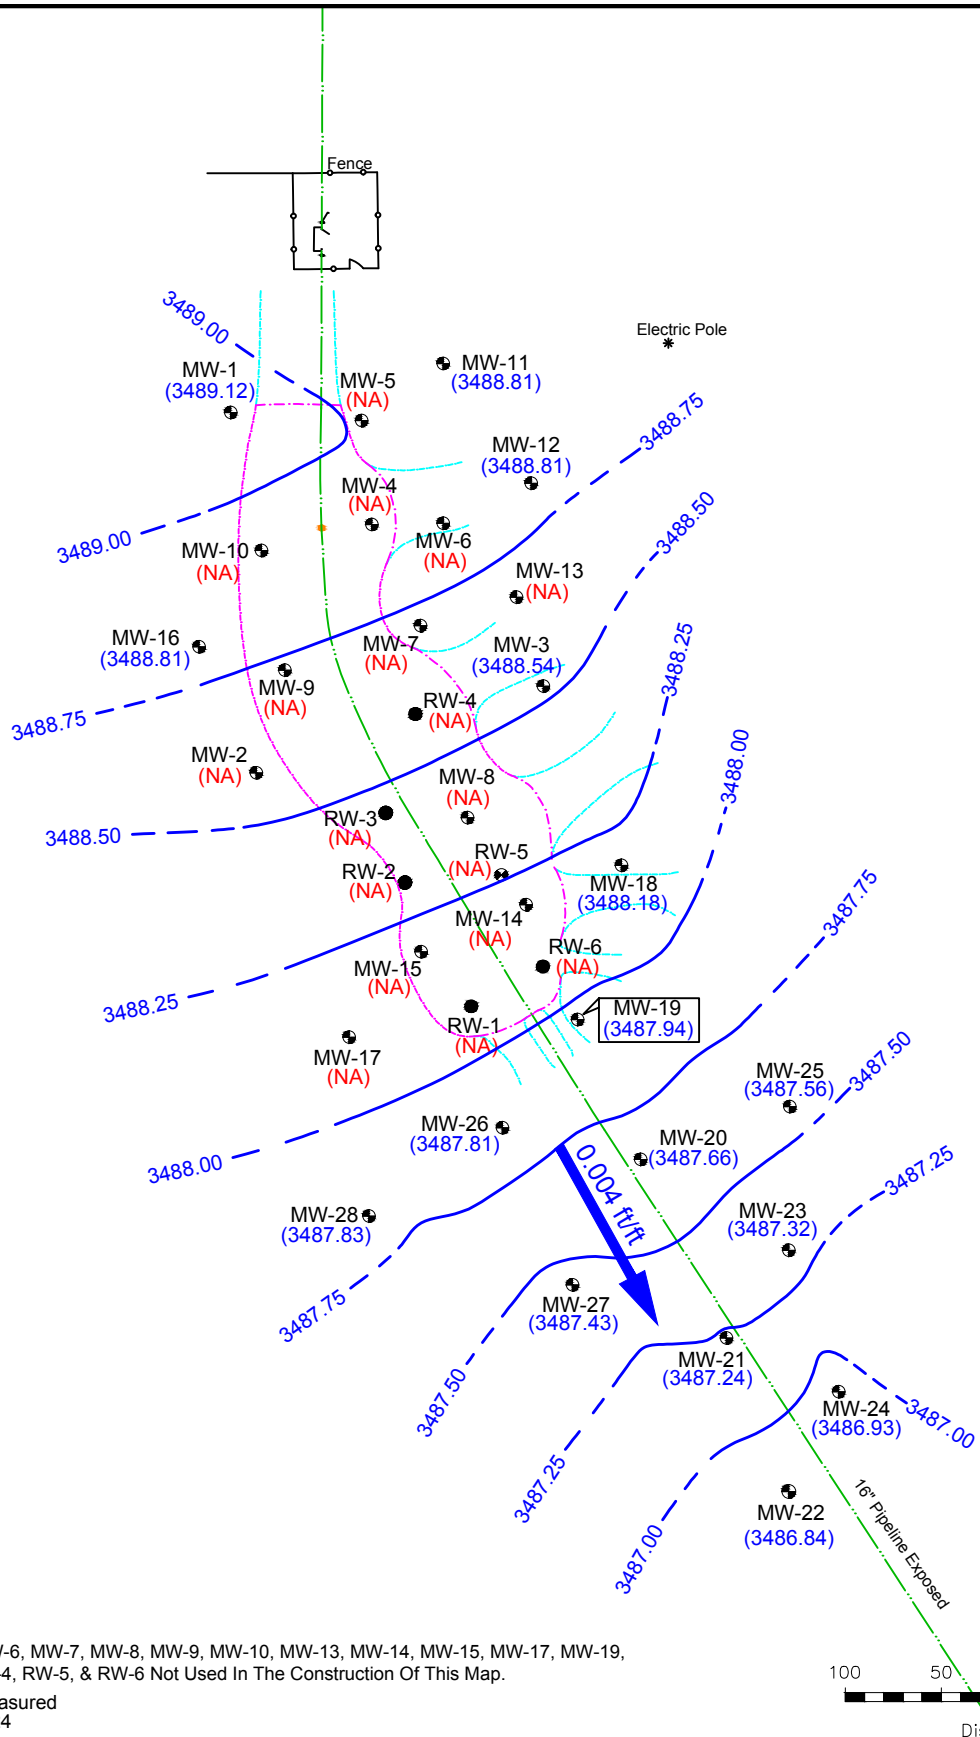 Fence
Electric Pole
3489.00
MW-1
(3489.12)
MW-5
(NA)
MW-11
(3488.81)
3488.75
MW-12
(3488.81)
MW-4
(NA)
3488.50
3489.00
MW-10
(NA)
MW-6
(NA)
MW-13
(NA)
MW-16
(3488.81)
MW-7
(NA)
MW-3
(3488.54)
3488.25
MW-9
(NA)
RW-4
(NA)
3488.75
MW-2
(NA)
MW-8
(NA)
3488.00
3488.50
RW-3
(NA)
RW-5
(NA)
RW-2
(NA)
MW-18
(3488.18)
3487.75
MW-14
(NA)
MW-15
(NA)
RW-6
(NA)
3488.25
RW-1
(NA)
MW-19
(3487.94)
MW-17
(NA)
3487.50
MW-25
(3487.56)
MW-26
(3487.81)
MW-20
(3487.66)
3488.00
0.004 ft/ft
3487.25
MW-28
(3487.83)
MW-23
(3487.32)
3487.75
MW-27
(3487.43)
MW-21
(3487.24)
3487.50
MW-24
(3486.93)
3487.00
3487.25
MW-22
(3486.84)
3487.00
16" Pipeline Exposed
-6, MW-7, MW-8, MW-9, MW-10, MW-13, MW-14, MW-15, MW-17, MW-19,
4, RW-5, & RW-6 Not Used In The Construction Of This Map.
asured
4
100 50
Dis